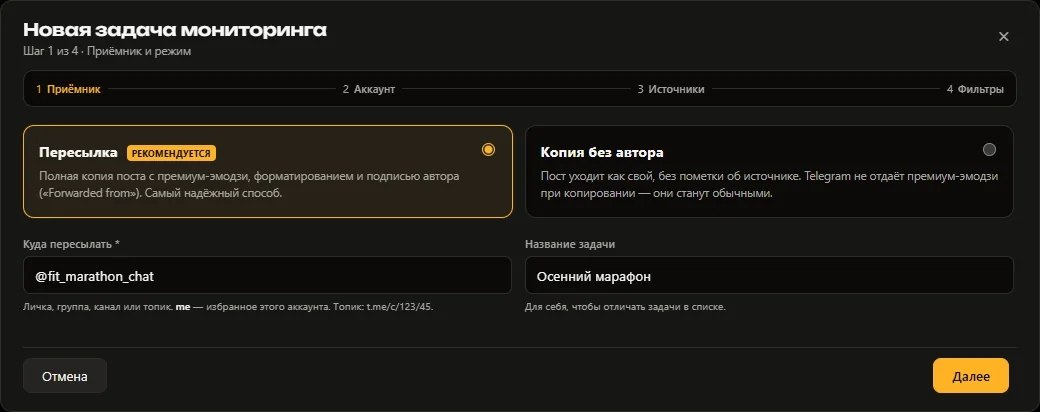 Новая задача мониторинга
Шаг 1 из 4 · Приёмник и режим
1 Приёмник
2 Аккаунт
3 Источники
4 Фильтры
Пересылка РЕКОМЕНДУЕТСЯ
Полная копия поста с премиум-эмодзи, форматированием и подписью автора
(«Forwarded from»). Самый надёжный способ.
Копия без автора
Пост уходит как свой, без пометки об источнике. Telegram не отдаёт премиум-эмодзи
при копировании — они станут обычными.
Куда пересылать *
@fit_marathon_chat
Личка, группа, канал или топик. me — избранное этого аккаунта. Топик: t.me/c/123/45.
Название задачи
Осенний марафон
Для себя, чтобы отличать задачи в списке.
Отмена
Далее